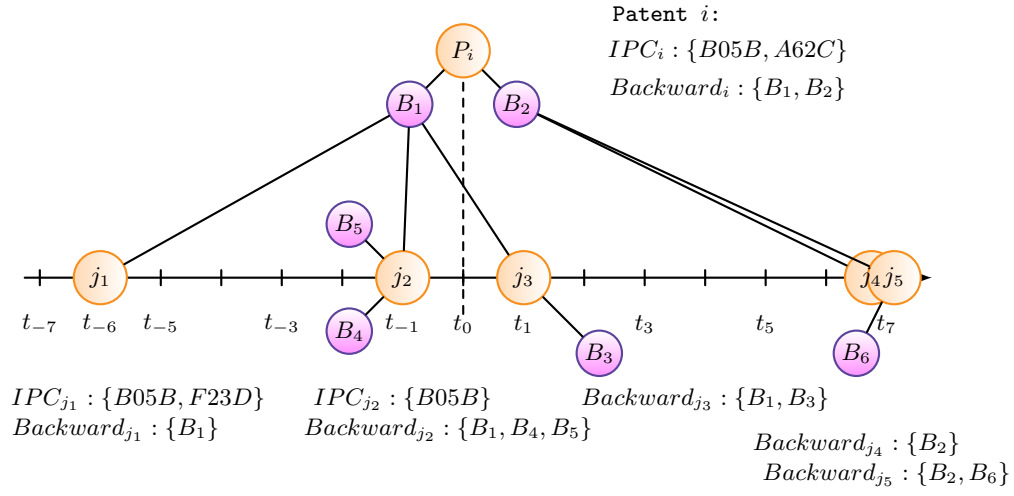 Patent i:
P_i
IPC_i : {B05B, A62C}
Backward_i : {B_1, B_2}
B_1
B_2
B_5
j_1
j_2
j_3
j_4
j_5
t_{-7}
t_{-6}
t_{-5}
t_{-3}
t_{-1}
t_0
t_1
t_3
t_5
t_7
B_4
B_3
B_6
IPC_{j_1} : {B05B, F23D}
Backward_{j_1} : {B_1}
IPC_{j_2} : {B05B}
Backward_{j_2} : {B_1, B_4, B_5}
Backward_{j_3} : {B_1, B_3}
Backward_{j_4} : {B_2}
Backward_{j_5} : {B_2, B_6}